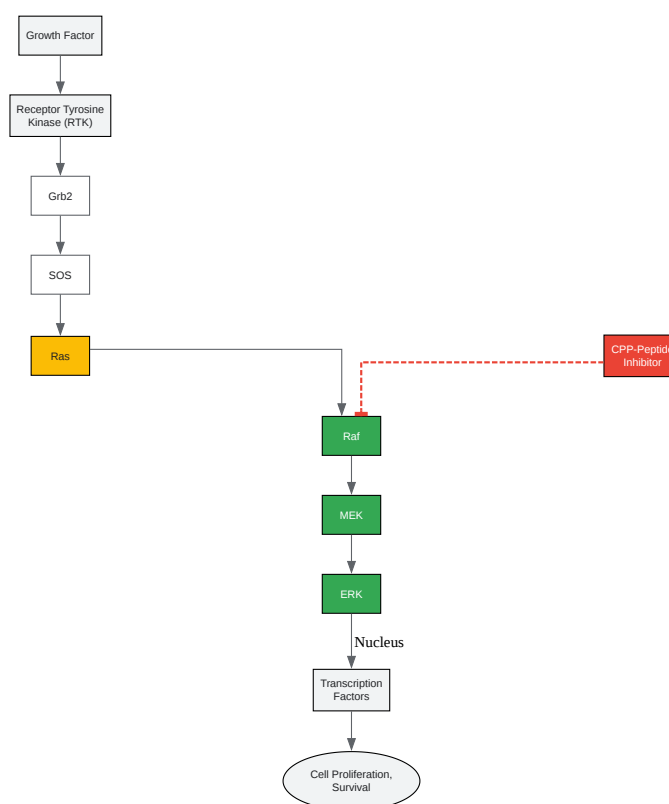 Growth Factor
Receptor Tyrosine
Kinase (RTK)
Grb2
SOS
Ras
CPP-Peptide
Inhibitor
Raf
MEK
ERK
Nucleus
Transcription
Factors
Cell Proliferation,
Survival